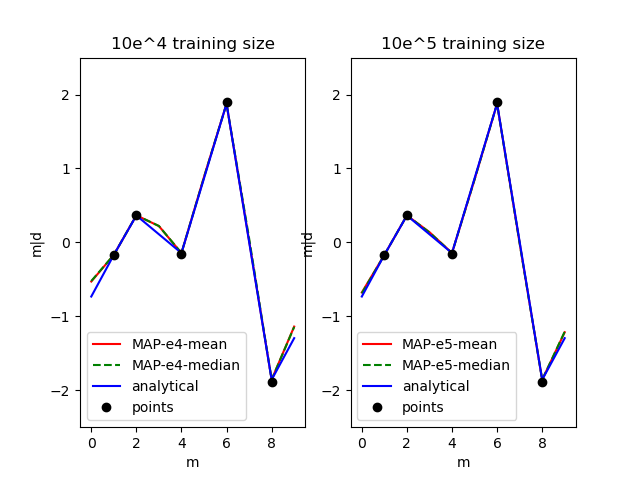 10e^4 training size
2
1
0
−1
−2
m|d
0 2 4 6 8
m
MAP-e4-mean
MAP-e4-median
analytical
points
10e^5 training size
2
1
0
−1
−2
m|d
0 2 4 6 8
m
MAP-e5-mean
MAP-e5-median
analytical
points